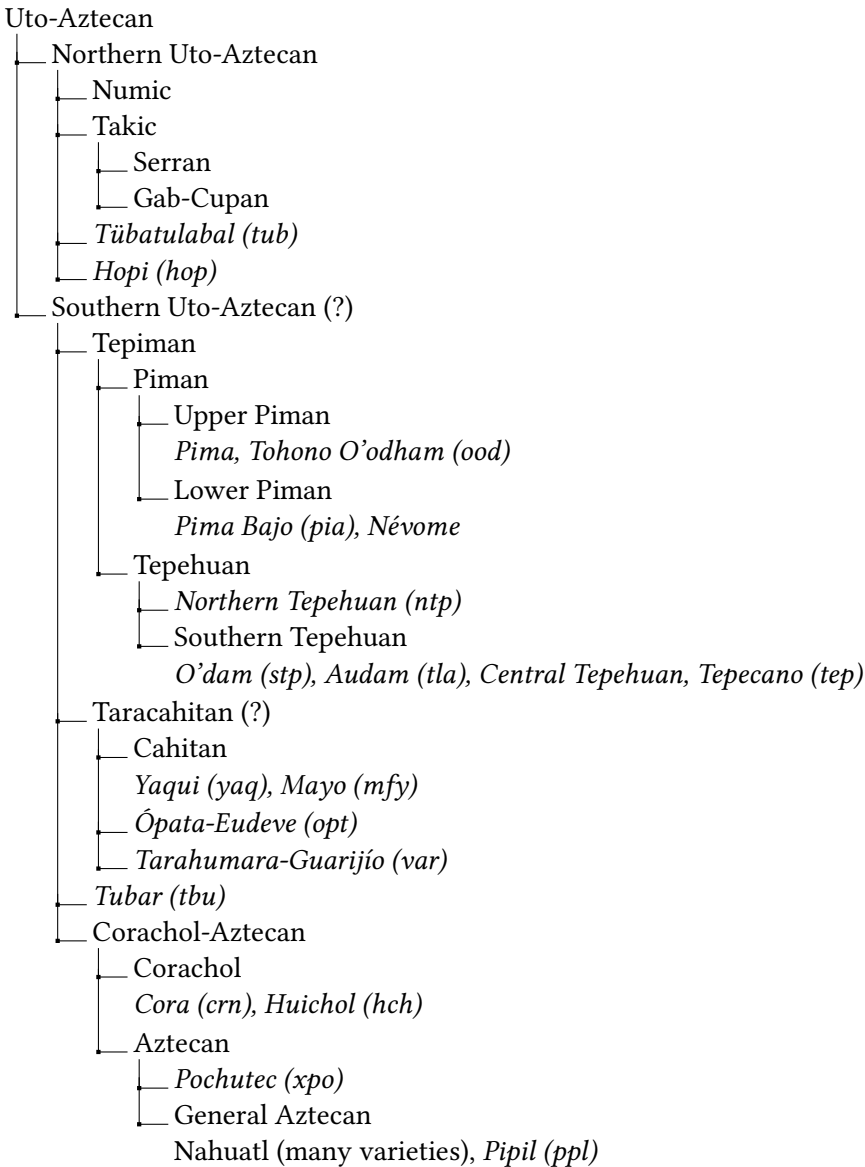 Uto-Aztecan
Northern Uto-Aztecan
Numic
Takic
Serran
Gab-Cupan
Tübatulabal (tub)
Hopi (hop)
Southern Uto-Aztecan (?)
Tepiman
Piman
Upper Piman
Pima, Tohono O’odham (ood)
Lower Piman
Pima Bajo (pia), Névome
Tepehuan
Northern Tepehuan (ntp)
Southern Tepehuan
O’dam (stp), Audam (tla), Central Tepehuan, Tepecano (tep)
Taracahitan (?)
Cahitan
Yaqui (yaq), Mayo (mfy)
Ópata-Eudeve (opt)
Tarahumara-Guarijío (var)
Tubar (tbu)
Corachol-Aztecan
Corachol
Cora (crn), Huichol (hch)
Aztecan
Pochutec (xpo)
General Aztecan
Nahuatl (many varieties), Pipil (ppl)